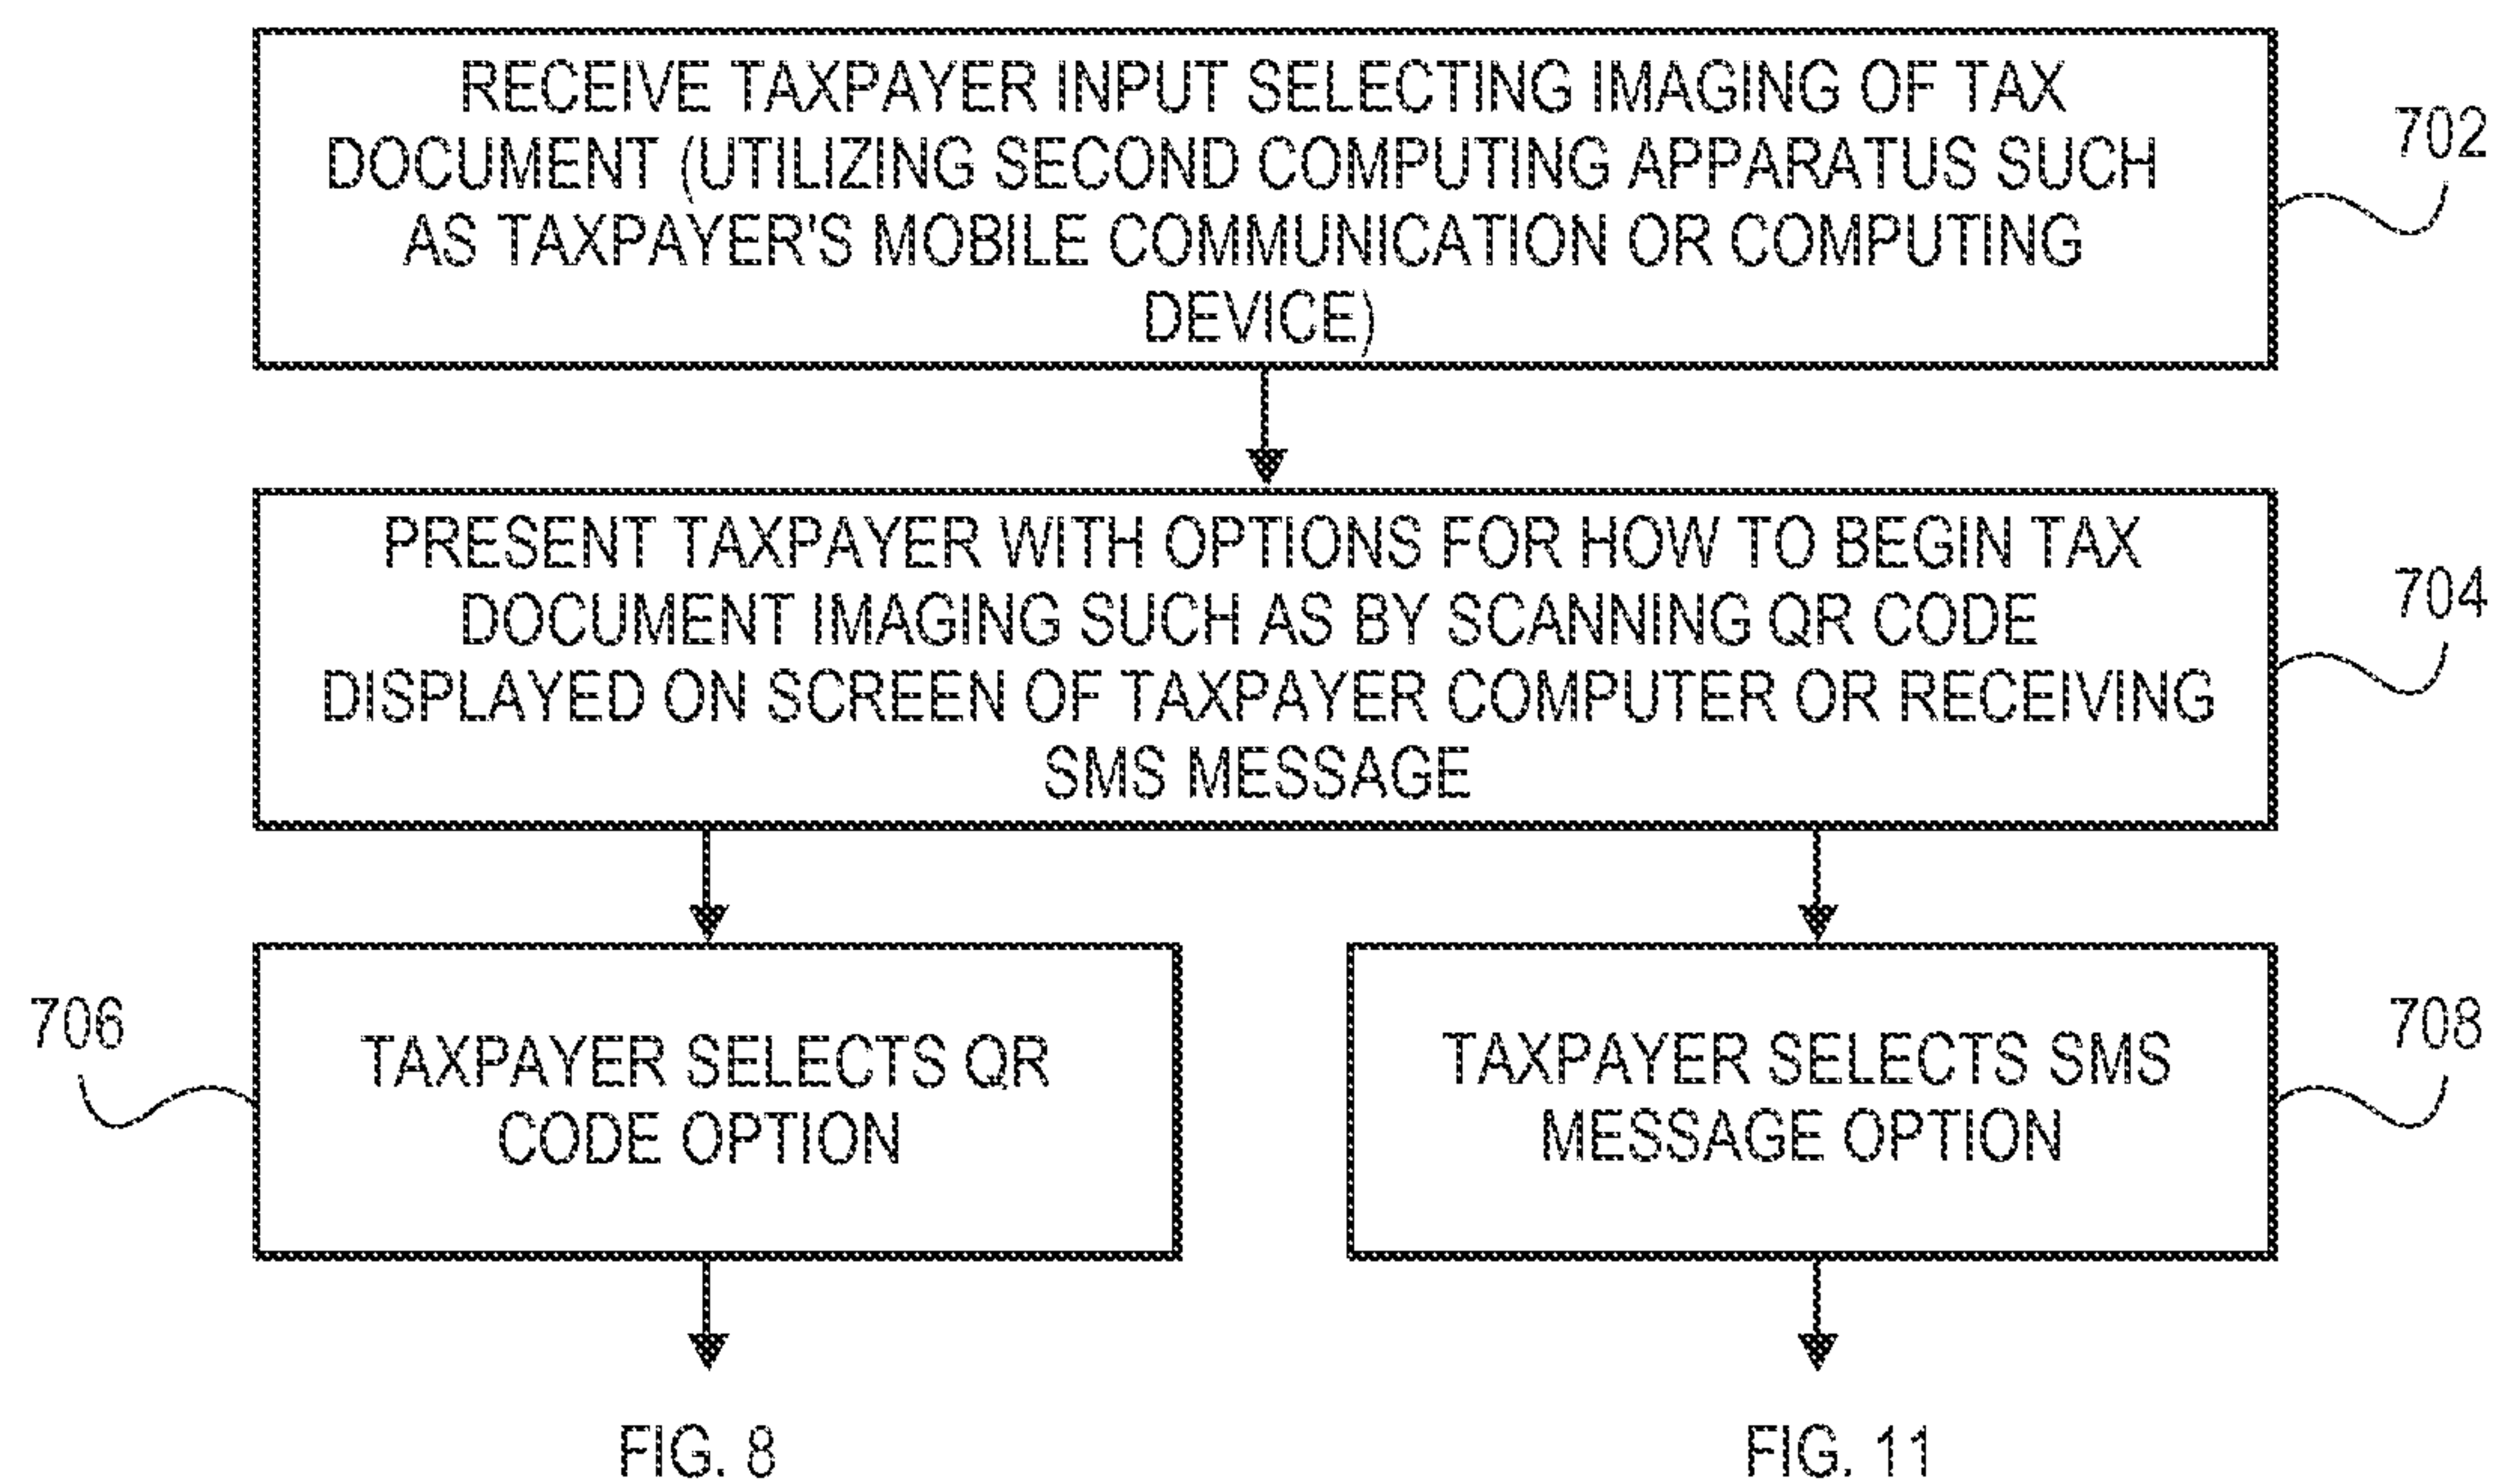 RECEIVE TAXPAYER INPUT SELECTING IMAGING OF TAX
DOCUMENT (UTILIZING SECOND COMPUTING APPARATUS SUCH
AS TAXPAYER'S MOBILE COMMUNICATION OR COMPUTING
DEVICE)
702
PRESENT TAXPAYER WITH OPTIONS FOR HOW TO BEGIN TAX
DOCUMENT IMAGING SUCH AS BY SCANNING QR CODE
DISPLAYED ON SCREEN OF TAXPAYER COMPUTER OR RECEIVING
SMS MESSAGE
704
706
TAXPAYER SELECTS QR
CODE OPTION
TAXPAYER SELECTS SMS
MESSAGE OPTION
708
FIG. 8
FIG. 11